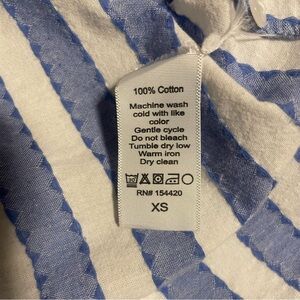 100% Cotton
Machine wash
cold with like
color
Gentle cycle
Do not bleach
Tumble dry low
Warm iron
Dry clean
RN# 154420
XS